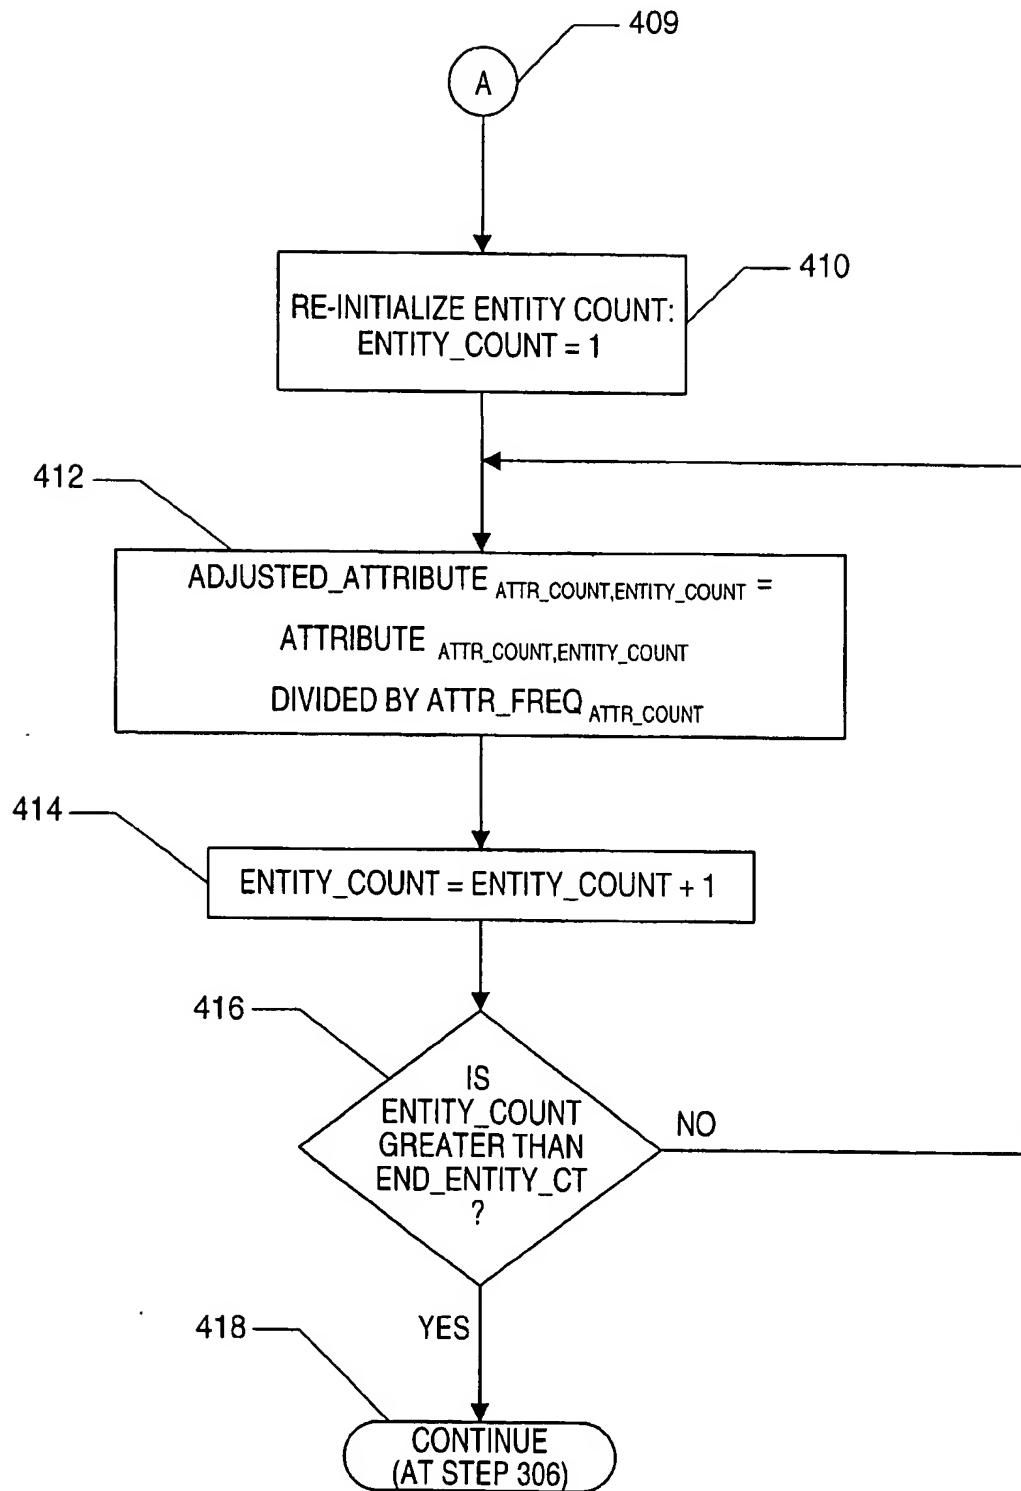 409
A
410
RE-INITIALIZE ENTITY COUNT:
ENTITY_COUNT = 1
412
ADJUSTED_ATTRIBUTE ATTR_COUNT,ENTITY_COUNT =
ATTRIBUTE ATTR_COUNT,ENTITY_COUNT
DIVIDED BY ATTR_FREQ ATTR_COUNT
414
ENTITY_COUNT = ENTITY_COUNT + 1
416
IS
ENTITY_COUNT
GREATER THAN
END_ENTITY_CT
?
NO
YES
418
CONTINUE
(AT STEP 306)